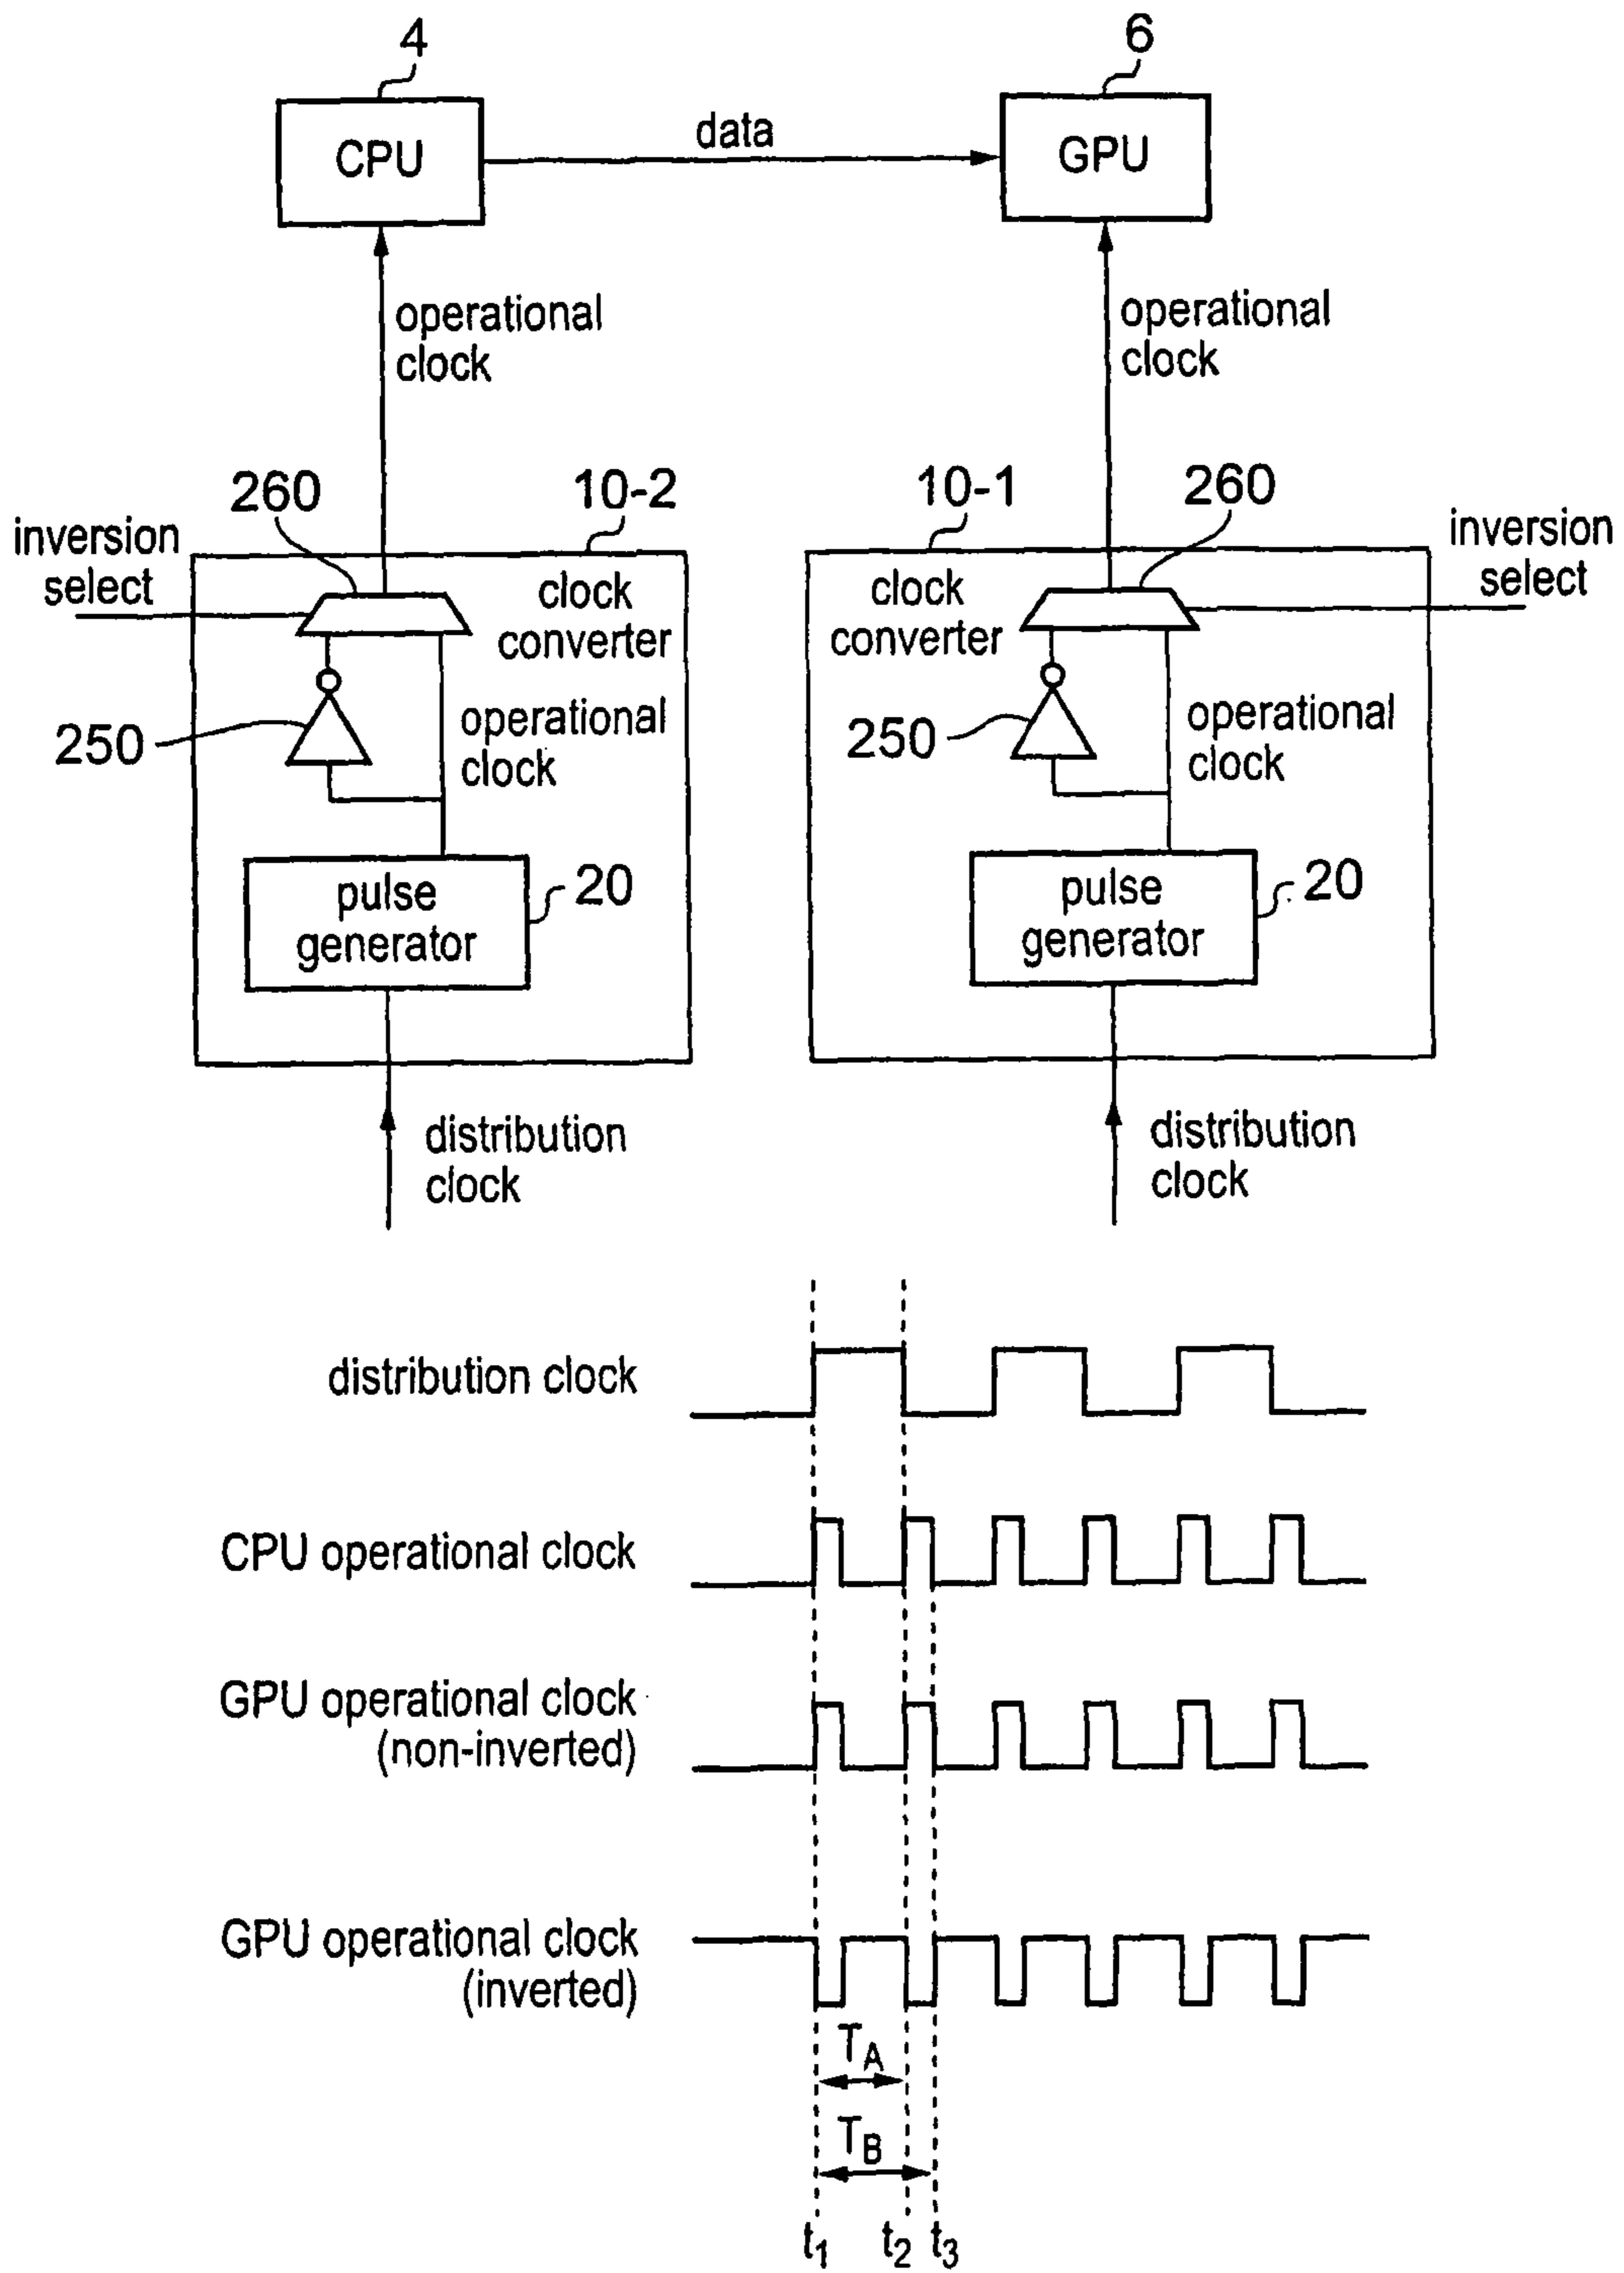 4
6
CPU
data
GPU
operational
clock
operational
clock
260
10-2
10-1
260
inversion
select
inversion
select
clock
converter
clock
converter
250
operational
clock
250
operational
clock
pulse
generator
20
pulse
generator
20
distribution
clock
distribution
clock
distribution clock
CPU operational clock
GPU operational clock
(non-inverted)
GPU operational clock
(inverted)
TA
TB
t1
t2
t3